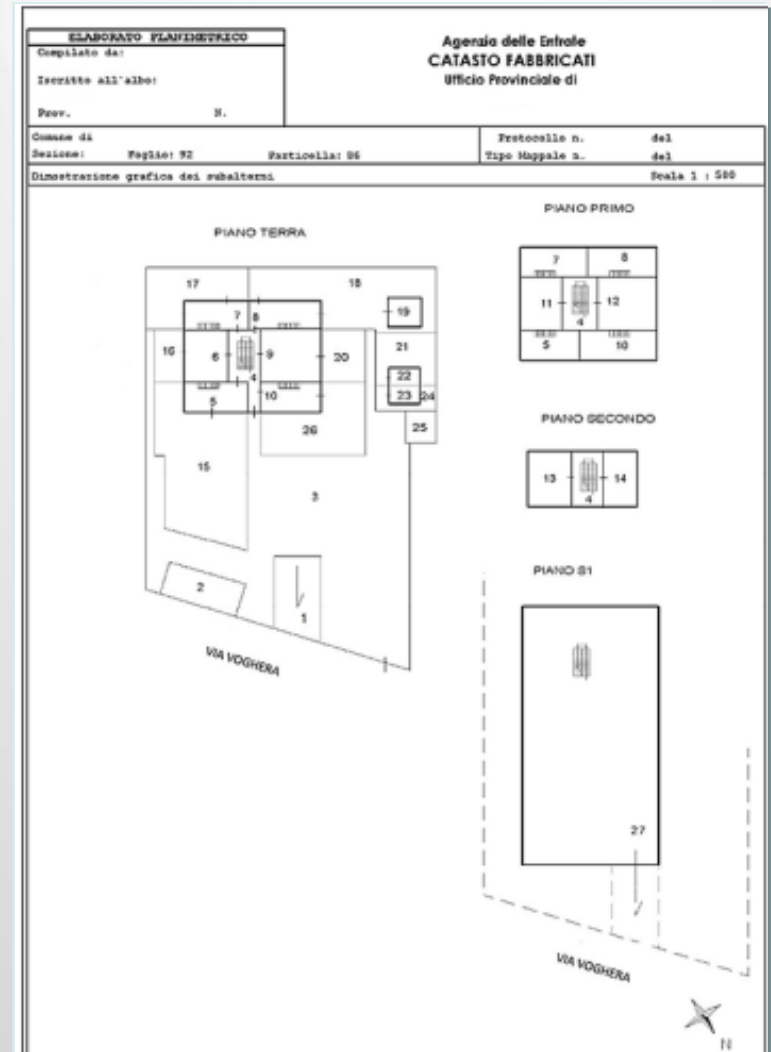 ELABORATO PLANIMETRICO
Compilato da:
Iscritto all'albo:
Prov. N.
Agenzia delle Entrate
CATASTO FABBRICATI
Ufficio Provinciale di
Comune di
Sezione: Foglio: 92 Particella: 86
Protocollo n. del
Tipo Mappale n. del
Dimostrazione grafica dei subalterni Scala 1 : 500
PIANO TERRA
17 18
7 8 19
16 6 9 20 21
4 22
5 10 23 24
26 25
15
3
2
1
VIA VOGHERA
PIANO PRIMO
7 8
11 12
4
5 10
PIANO SECONDO
13 14
4
PIANO S1
27
VIA VOGHERA
N